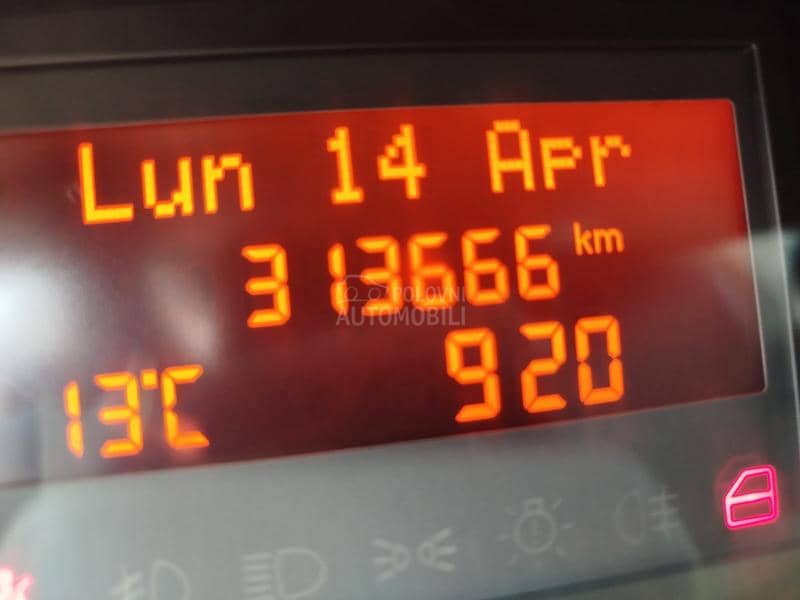 Lun 14 Apr
313666 km
POLOVNI
AUTOMOBILI
13°C 920